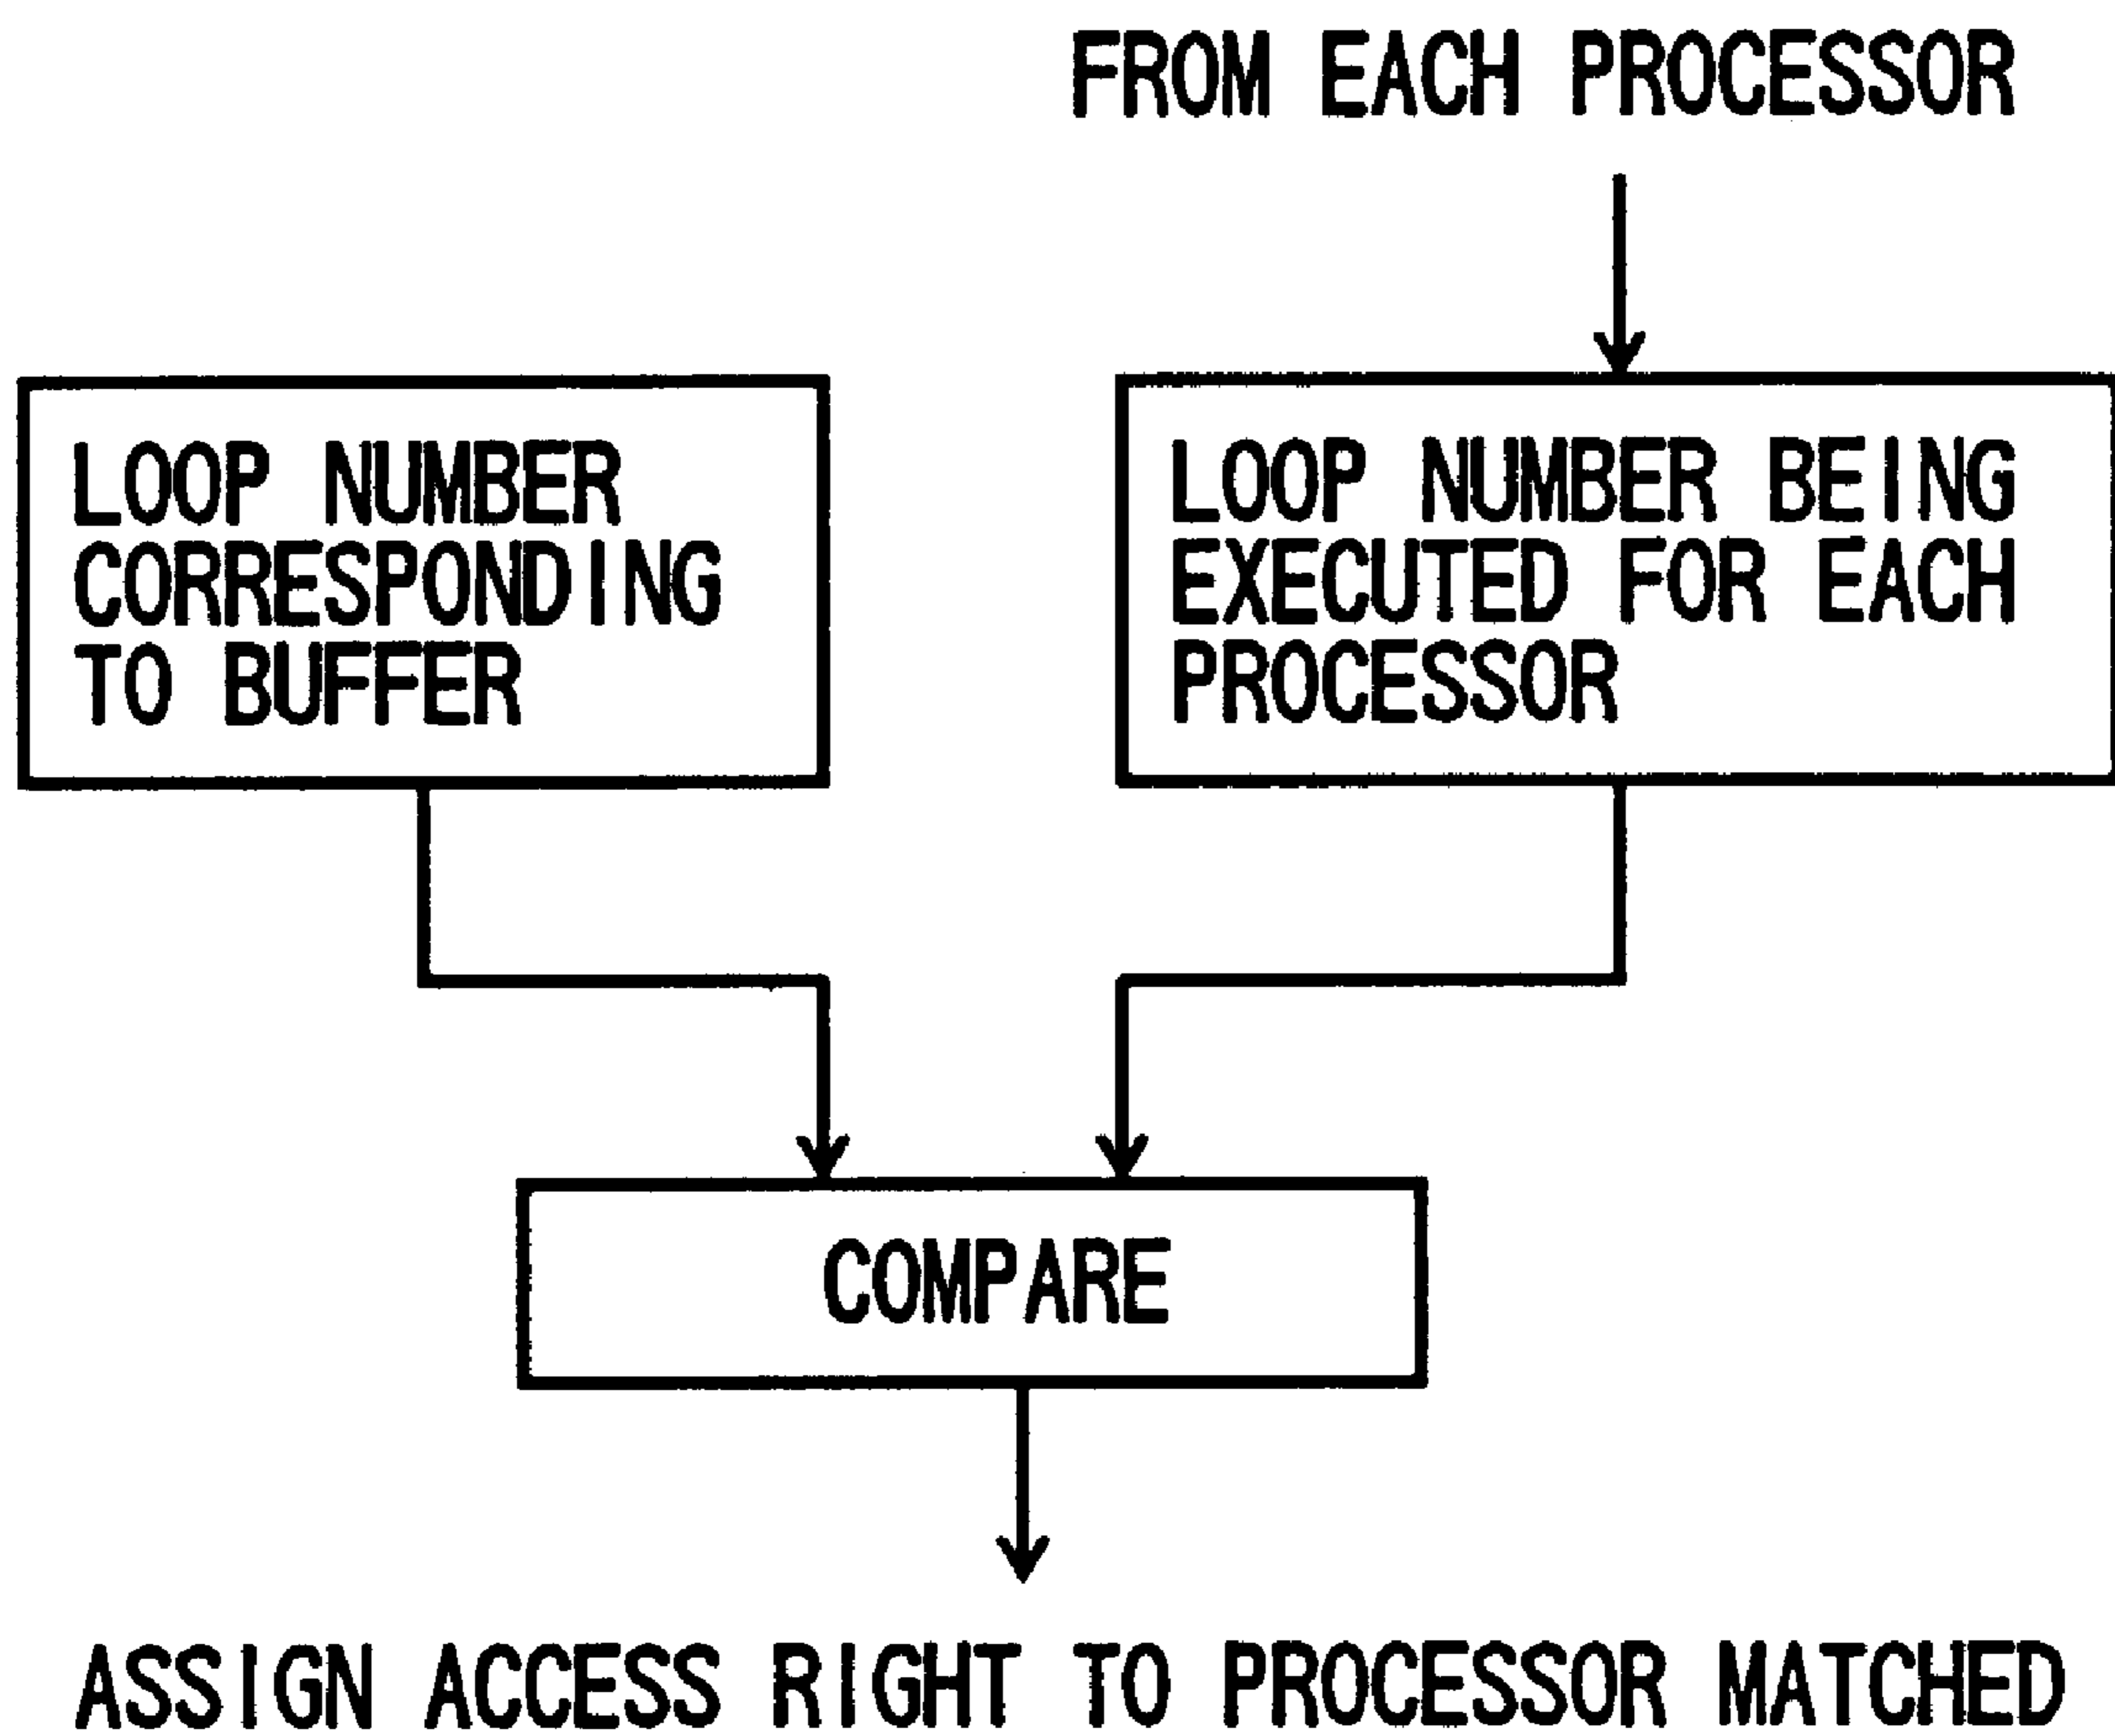 FROM EACH PROCESSOR
LOOP NUMBER
CORRESPONDING
TO BUFFER
LOOP NUMBER BEING
EXECUTED FOR EACH
PROCESSOR
COMPARE
ASSIGN ACCESS RIGHT TO PROCESSOR MATCHED